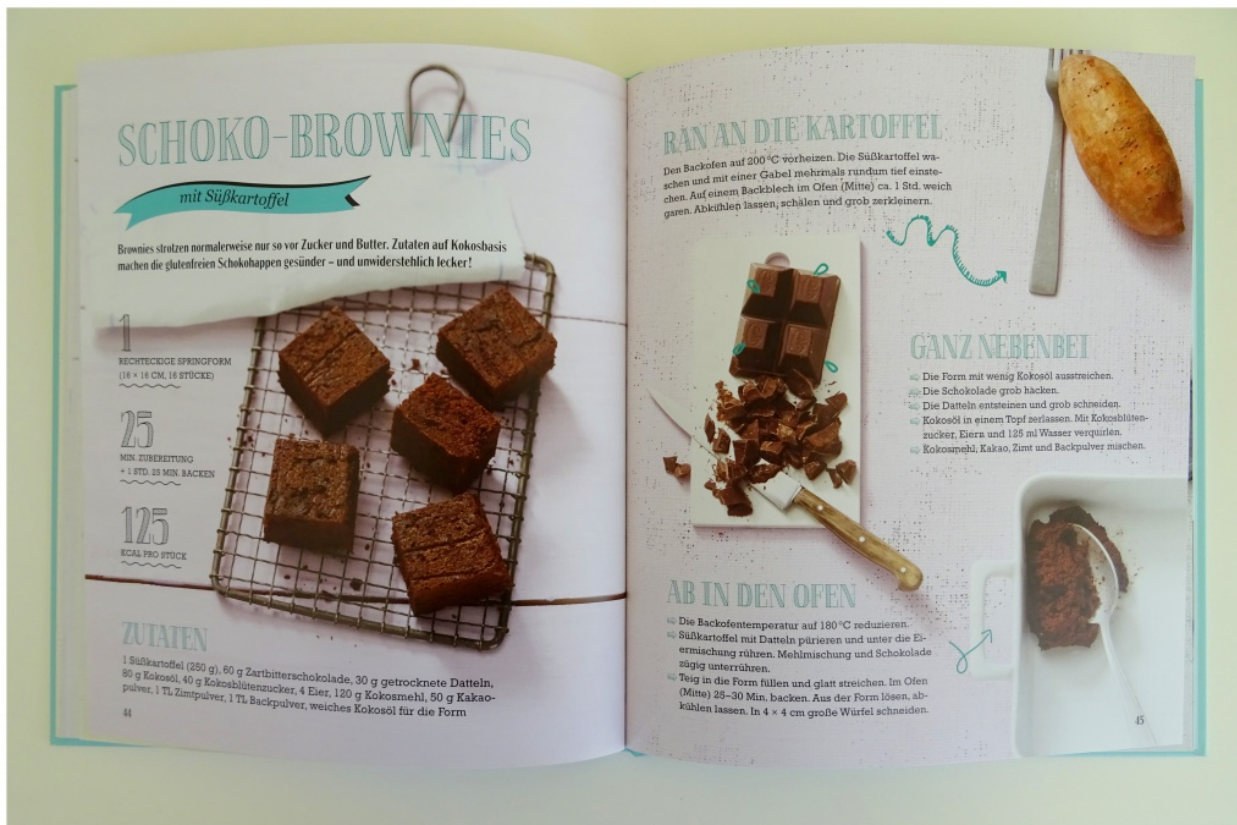 SCHOKO-BROWNIES
mit Süßkartoffel
Brownies strotzen normalerweise nur so vor Zucker und Butter. Zutaten auf Kokosbasis
machen die glutenfreien Schokohappen gesünder – und unwiderstehlich lecker!
1
RECHTECKIGE SPRINGFORM
(16 × 16 CM, 16 STÜCKE)
25
MIN. ZUBEREITUNG
+ 1 STD. 25 MIN. BACKEN
125
KCAL PRO STÜCK
ZUTATEN
1 Süßkartoffel (250 g), 60 g Zartbitterschokolade, 30 g getrocknete Datteln,
80 g Kokosöl, 40 g Kokosblütenzucker, 4 Eier, 120 g Kokosmehl, 50 g Kakao-
pulver, 1 TL Zimtpulver, 1 TL Backpulver, weiches Kokosöl für die Form
44
RAN AN DIE KARTOFFEL
Den Backofen auf 200 °C vorheizen. Die Süßkartoffel wa-
schen und mit einer Gabel mehrmals rundum tief einste-
chen. Auf einem Backblech im Ofen (Mitte) ca. 1 Std. weich
garen. Abkühlen lassen, schälen und grob zerkleinern.
GANZ NEBENBEI
Die Form mit wenig Kokosöl ausstreichen.
Die Schokolade grob hacken.
Die Datteln entsteinen und grob schneiden.
Kokosöl in einem Topf zerlassen. Mit Kokosblüten-
zucker, Eiern und 125 ml Wasser verquirlen.
Kokosmehl, Kakao, Zimt und Backpulver mischen.
AB IN DEN OFEN
Die Backofentemperatur auf 180 °C reduzieren.
Süßkartoffel mit Datteln pürieren und unter die Ei-
ermischung rühren. Mehlmischung und Schokolade
zügig unterrühren.
Teig in die Form füllen und glatt streichen. Im Ofen
(Mitte) 25–30 Min. backen. Aus der Form lösen, ab-
kühlen lassen. In 4 × 4 cm große Würfel schneiden.
45